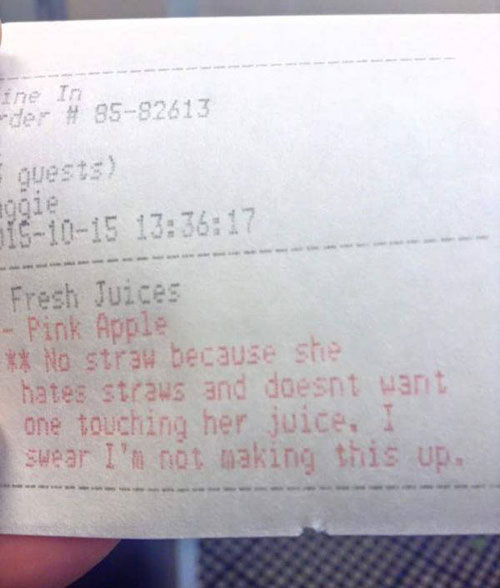 ine In
rder # 85-82613
guests)
ggie
015-10-15 13:36:17
Fresh Juices
- Pink Apple
** No straw because she
hates straws and doesnt want
one touching her juice. I
swear I'm not making this up.